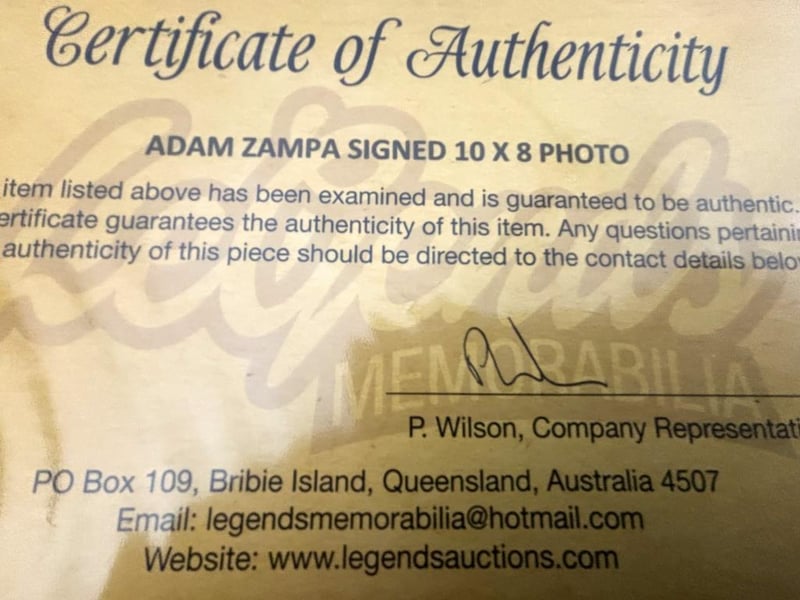 Certificate of Authenticity
ADAM ZAMPA SIGNED 10 X 8 PHOTO
item listed above has been examined and is guaranteed to be authentic.
ertificate guarantees the authenticity of this item. Any questions pertainin
authenticity of this piece should be directed to the contact details belo
Legends
MEMORABILIA
P. Wilson, Company Representati
PO Box 109, Bribie Island, Queensland, Australia 4507
Email: legendsmemorabilia@hotmail.com
Website: www.legendsauctions.com